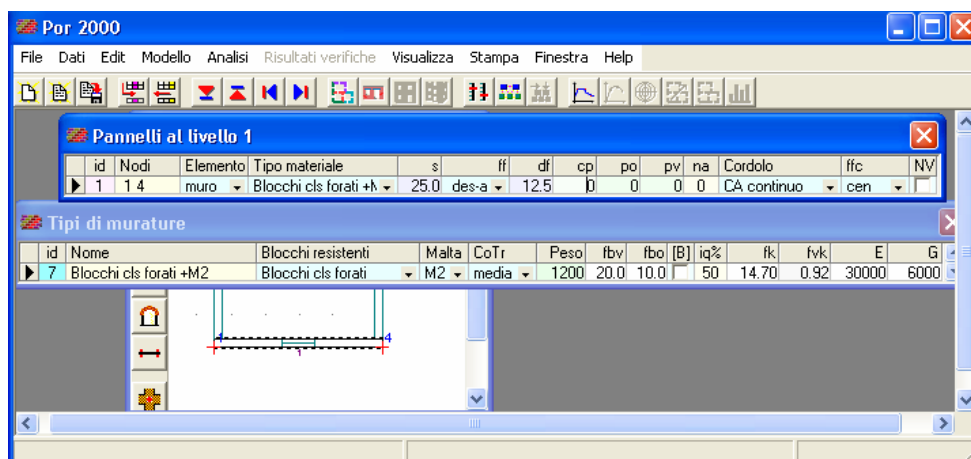 Por 2000
File Dati Edit Modello Analisi Risultati verifiche Visualizza Stampa Finestra Help
Pannelli al livello 1
id Nodi Elemento Tipo materiale s ff df cp po pv na Cordolo ffc NV
1 1 4 muro Blocchi cls forati +M 25.0 des-a 12.5 0 0 0 0 CA continuo cen
Tipi di murature
id Nome Blocchi resistenti Malta CoTr Peso fbv fbo [B] iq% fk fvk E G
7 Blocchi cls forati +M2 Blocchi cls forati M2 media 1200 20.0 10.0 50 14.70 0.92 30000 6000
1 4
1